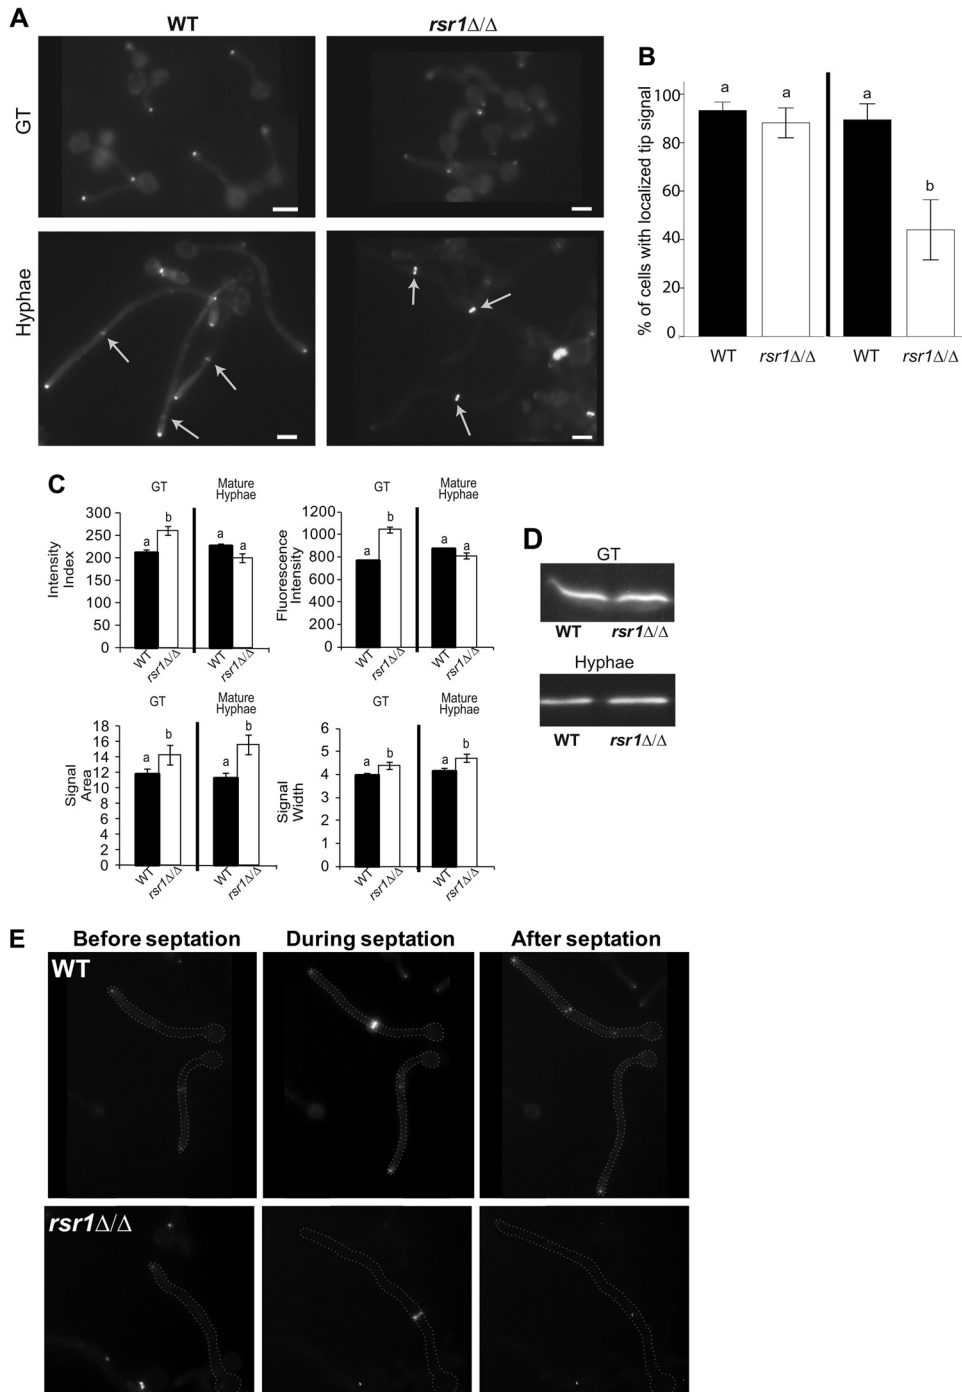 A
WT
rsr1Δ/Δ
GT
Hyphae
B
% of cells with localized tip signal
100
80
60
40
20
0
a
a
a
b
WT
rsr1Δ/Δ
WT
rsr1Δ/Δ
C
GT
Mature
Hyphae
Intensity
Index
300
250
200
150
100
50
0
a
b
a
a
WT
rsr1Δ/Δ
WT
rsr1Δ/Δ
GT
Mature
Hyphae
Fluorescence
Intensity
1200
1000
800
600
400
200
0
a
b
a
a
WT
rsr1Δ/Δ
WT
rsr1Δ/Δ
GT
Mature
Hyphae
Signal
Area
18
16
14
12
10
8
6
4
2
0
a
b
a
b
WT
rsr1Δ/Δ
WT
rsr1Δ/Δ
GT
Mature
Hyphae
Signal
Width
6
5
4
3
2
1
0
a
b
a
b
WT
rsr1Δ/Δ
WT
rsr1Δ/Δ
D
GT
WT rsr1Δ/Δ
Hyphae
WT rsr1Δ/Δ
E
Before septation
During septation
After septation
WT
rsr1Δ/Δ